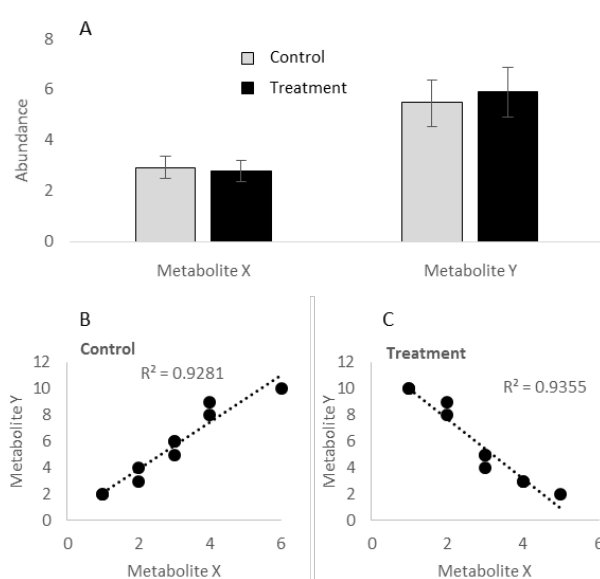 A
8
6
4
2
0
Abundance
Control
Treatment
Metabolite X
Metabolite Y
B
Control
R² = 0.9281
12
10
8
6
4
2
0
Metabolite Y
0
2
4
6
Metabolite X
C
Treatment
R² = 0.9355
12
10
8
6
4
2
0
Metabolite Y
0
2
4
6
Metabolite X